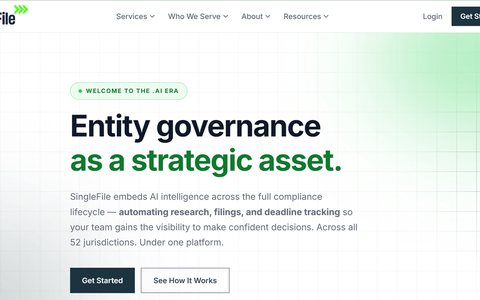 File
Services Who We Serve About Resources Login Get St
WELCOME TO THE .AI ERA
Entity governance
as a strategic asset.
SingleFile embeds AI intelligence across the full compliance
lifecycle — automating research, filings, and deadline tracking so
your team gains the visibility to make confident decisions. Across all
52 jurisdictions. Under one platform.
Get Started See How It Works